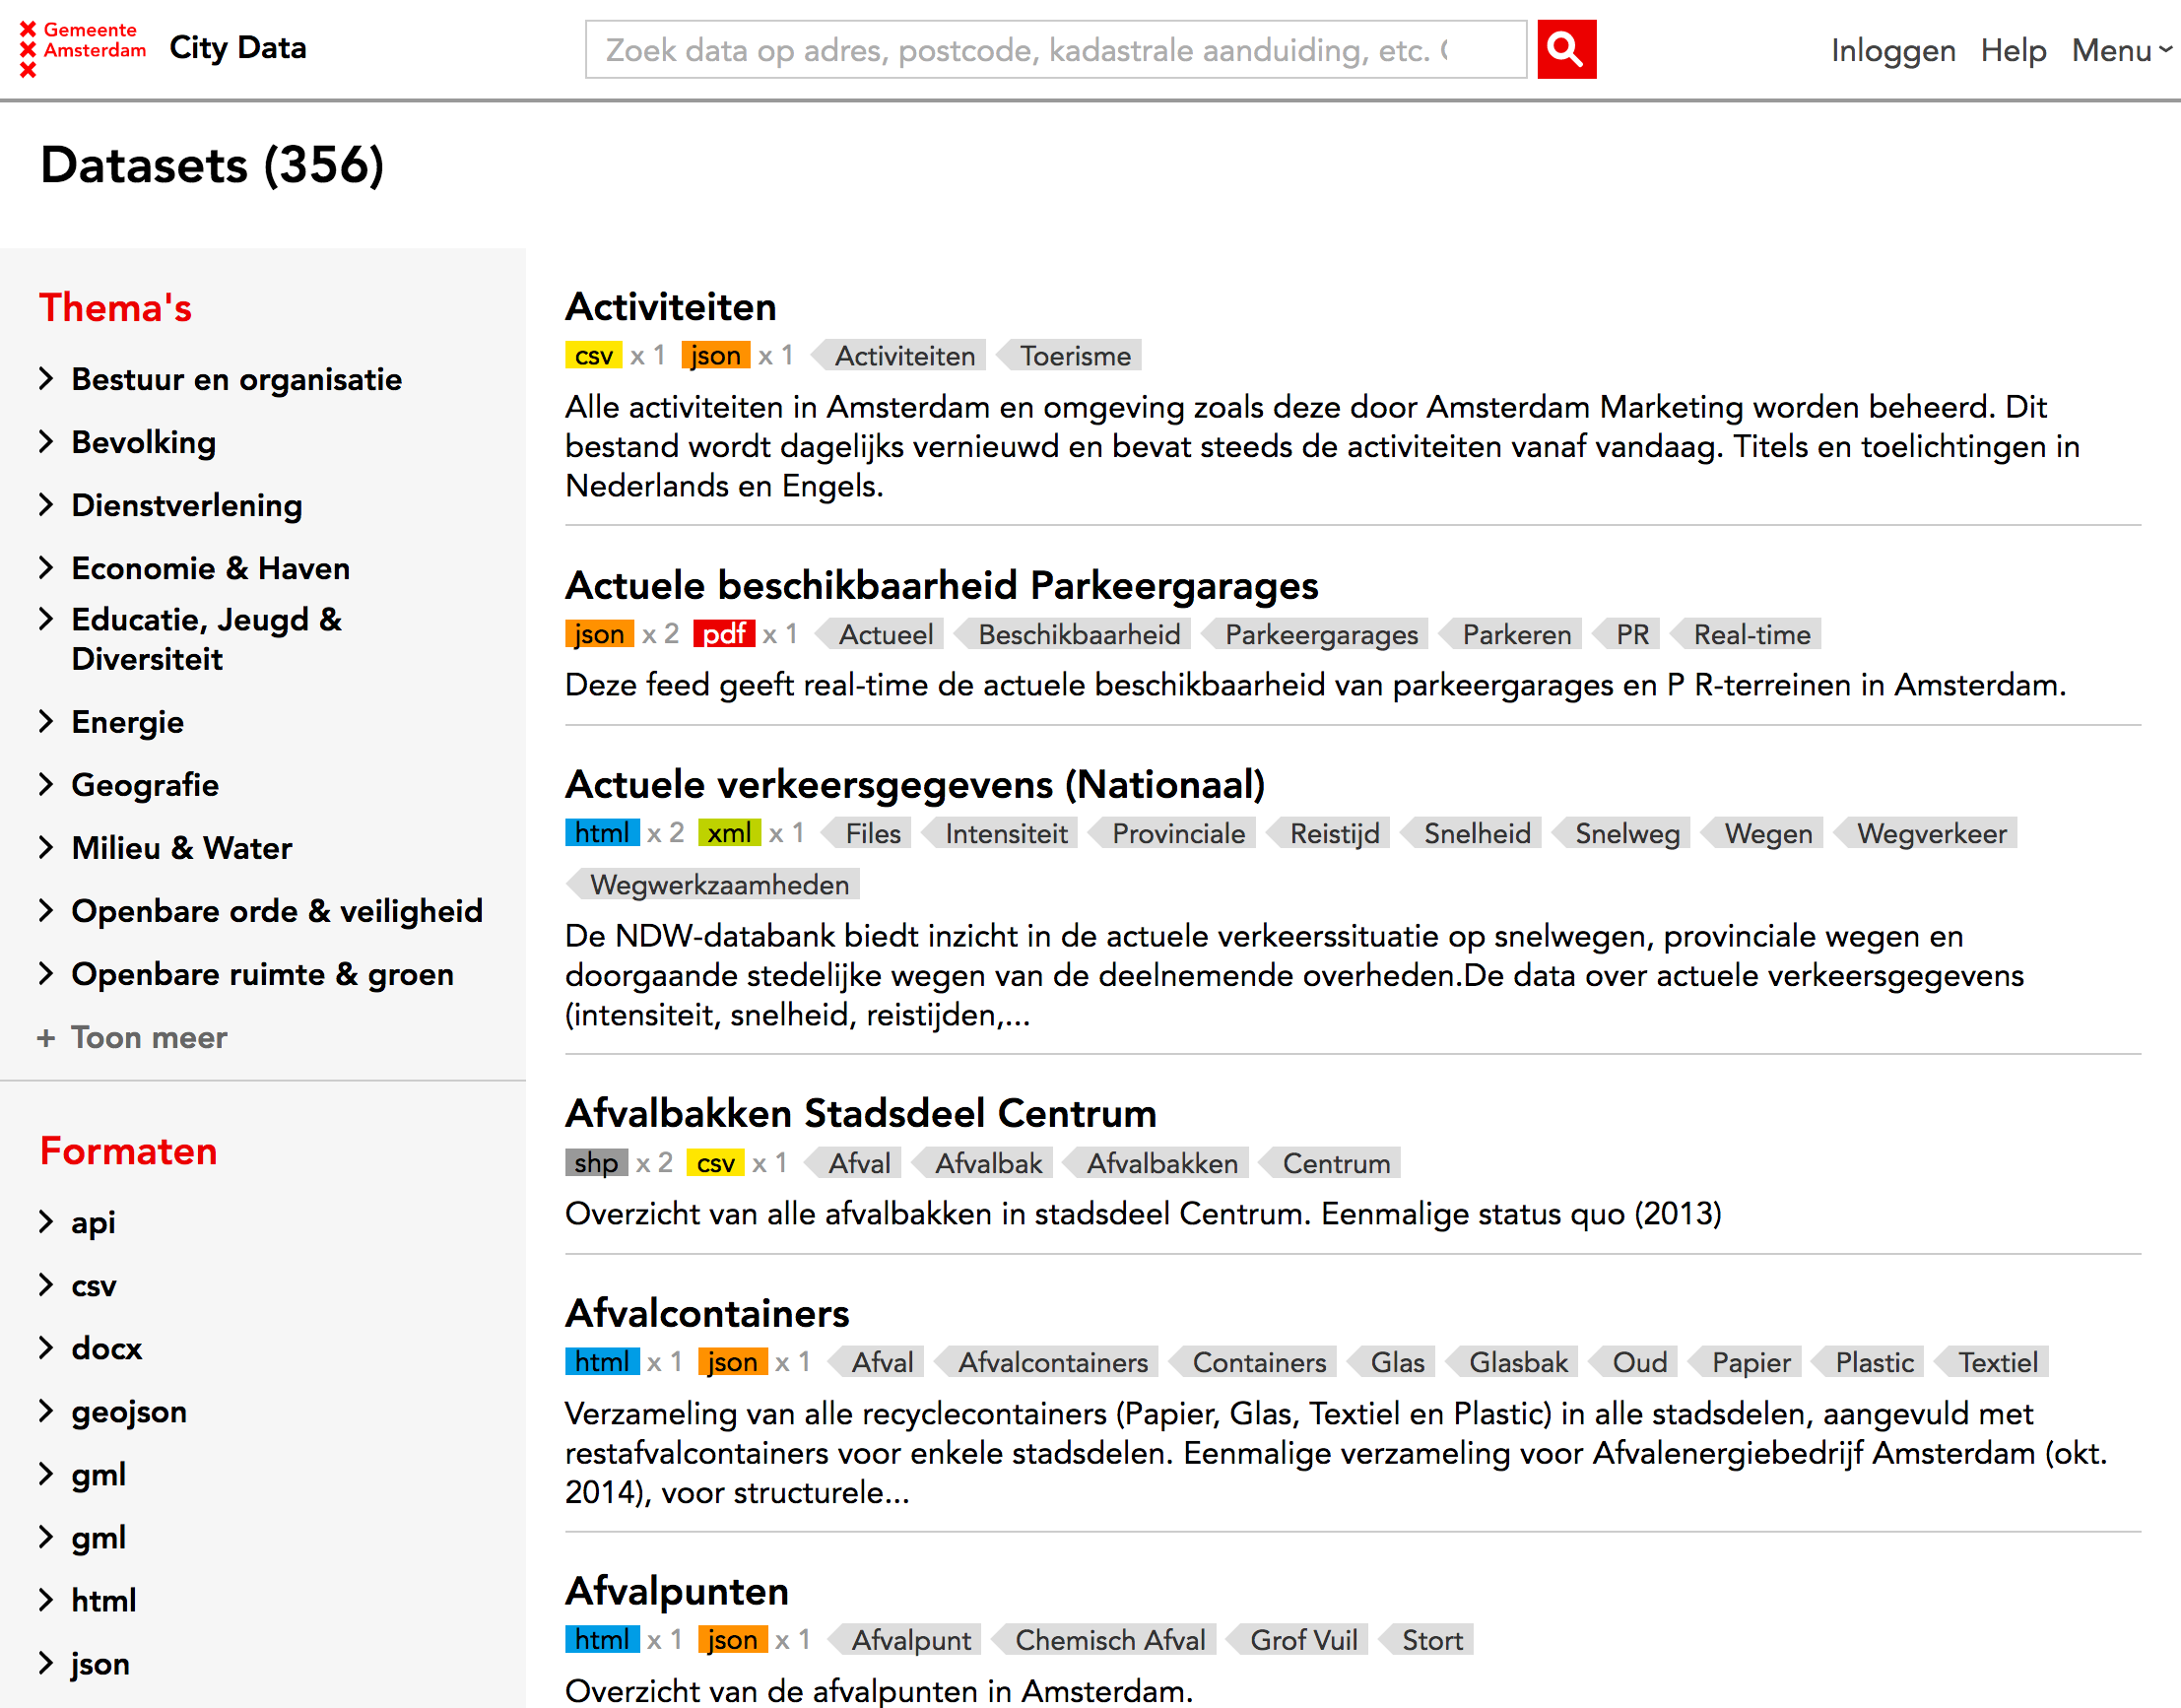 Gemeente
Amsterdam
City Data
Zoek data op adres, postcode, kadastrale aanduiding, etc.
Inloggen Help Menu
Datasets (356)
Thema's
Bestuur en organisatie
Bevolking
Dienstverlening
Economie & Haven
Educatie, Jeugd &
Diversiteit
Energie
Geografie
Milieu & Water
Openbare orde & veiligheid
Openbare ruimte & groen
+ Toon meer
Formaten
api
csv
docx
geojson
gml
gml
html
json
Activiteiten
csv x 1 json x 1 Activiteiten Toerisme
Alle activiteiten in Amsterdam en omgeving zoals deze door Amsterdam Marketing worden beheerd. Dit
bestand wordt dagelijks vernieuwd en bevat steeds de activiteiten vanaf vandaag. Titels en toelichtingen in
Nederlands en Engels.
Actuele beschikbaarheid Parkeergarages
json x 2 pdf x 1 Actueel Beschikbaarheid Parkeergarages Parkeren PR Real-time
Deze feed geeft real-time de actuele beschikbaarheid van parkeergarages en P R-terreinen in Amsterdam.
Actuele verkeersgegevens (Nationaal)
html x 2 xml x 1 Files Intensiteit Provinciale Reistijd Snelheid Snelweg Wegen Wegverkeer
Wegwerkzaamheden
De NDW-databank biedt inzicht in de actuele verkeerssituatie op snelwegen, provinciale wegen en
doorgaande stedelijke wegen van de deelnemende overheden.De data over actuele verkeersgegevens
(intensiteit, snelheid, reistijden,...
Afvalbakken Stadsdeel Centrum
shp x 2 csv x 1 Afval Afvalbak Afvalbakken Centrum
Overzicht van alle afvalbakken in stadsdeel Centrum. Eenmalige status quo (2013)
Afvalcontainers
html x 1 json x 1 Afval Afvalcontainers Containers Glas Glasbak Oud Papier Plastic Textiel
Verzameling van alle recyclecontainers (Papier, Glas, Textiel en Plastic) in alle stadsdelen, aangevuld met
restafvalcontainers voor enkele stadsdelen. Eenmalige verzameling voor Afvalenergiebedrijf Amsterdam (okt.
2014), voor structurele...
Afvalpunten
html x 1 json x 1 Afvalpunt Chemisch Afval Grof Vuil Stort
Overzicht van de afvalpunten in Amsterdam.